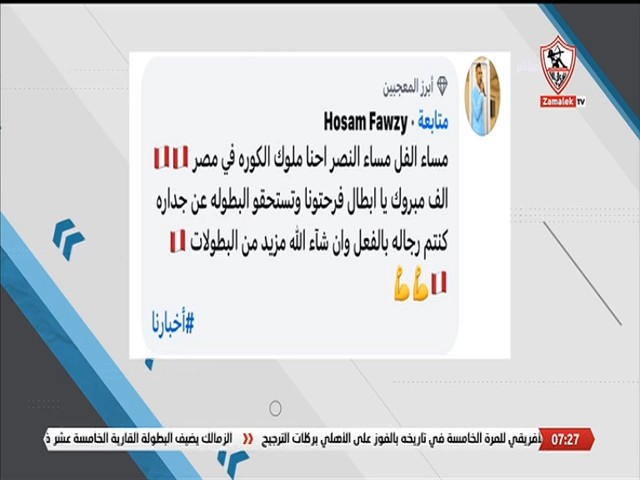 Zamalek TV
أبرز المعجبين
Hosam Fawzy · متابعة
مساء الفل مساء النصر احنا ملوك الكوره في مصر 🇵🇪🇵🇪
الف مبروك يا ابطال فرحتونا وتستحقو البطوله عن جداره
كنتم رجاله بالفعل وان شآء الله مزيد من البطولات 🇵🇪
🇵🇪💪💪
#أخبارنا
07:27 لافريقي للمرة الخامسة في تاريخه بالفوز على الأهلي بركلات الترجيح » الزمالك يضيف البطولة القارية الخامسة عشر